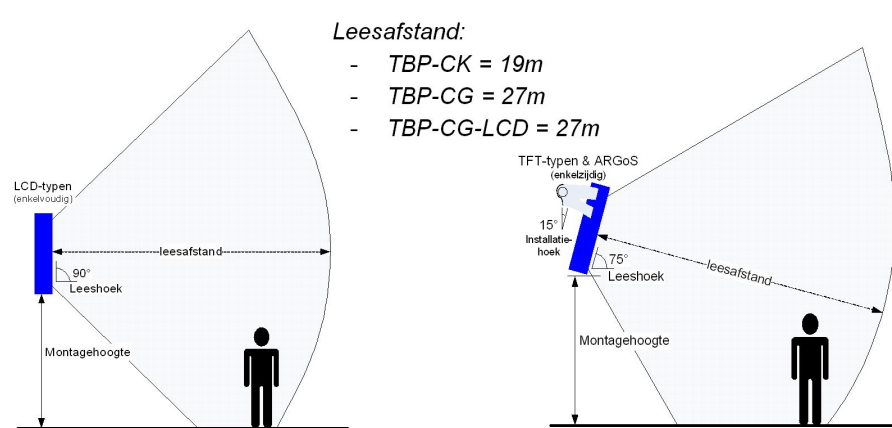 Leesafstand:
- TBP-CK = 19m
- TBP-CG = 27m
- TBP-CG-LCD = 27m
LCD-typen
(enkelvoudig)
leesafstand
90°
Leeshoek
Montagehoogte
TFT-typen & ARGoS
(enkelzijdig)
15°
Installatie-
hoek
75°
Leeshoek
leesafstand
Montagehoogte